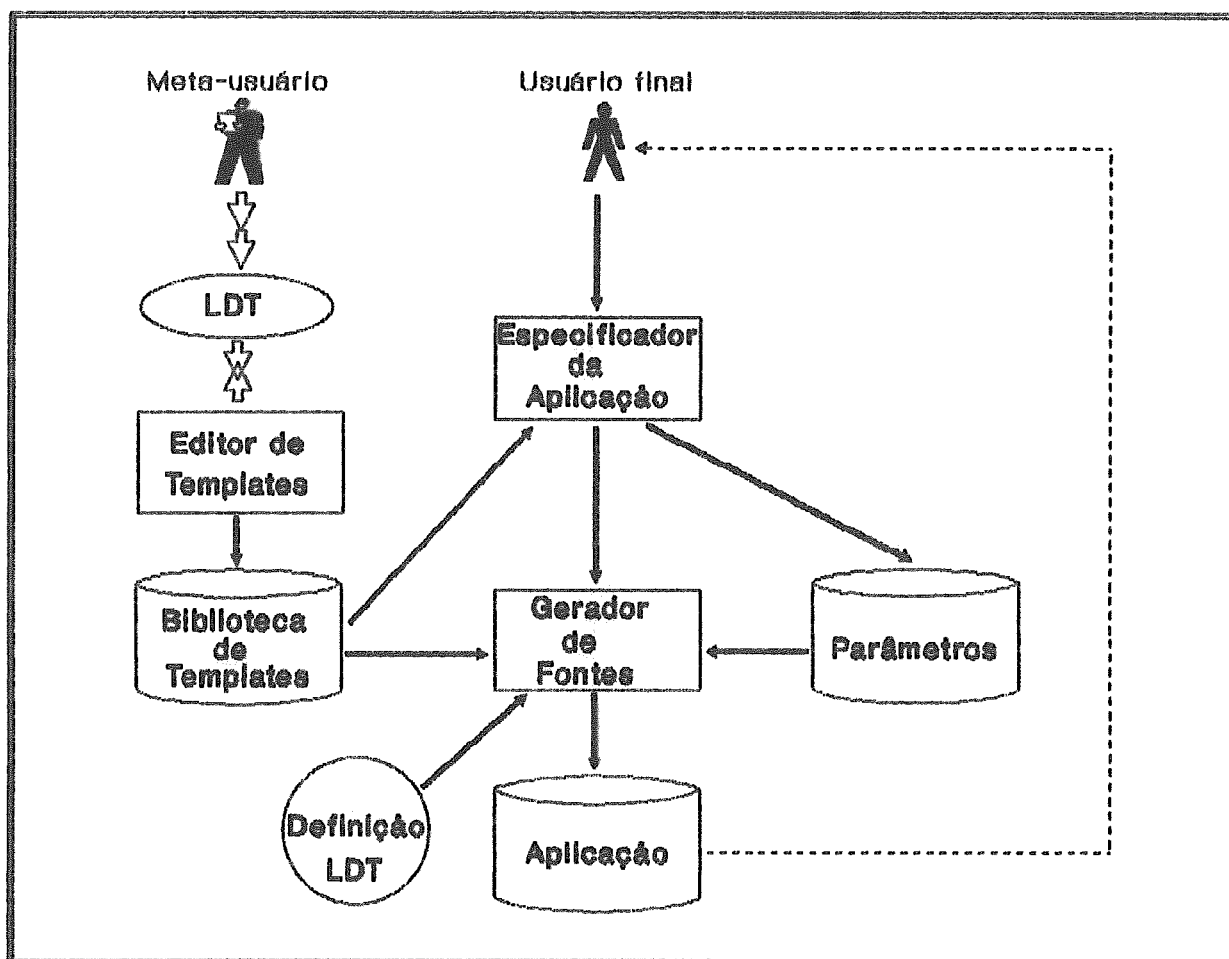 Meta-usuário
Usuário final
LDT
Especificador
da
Aplicação
Editor de
Templates
Biblioteca
de
Templates
Gerador
de
Fontes
Parâmetros
Definição
LDT
Aplicação